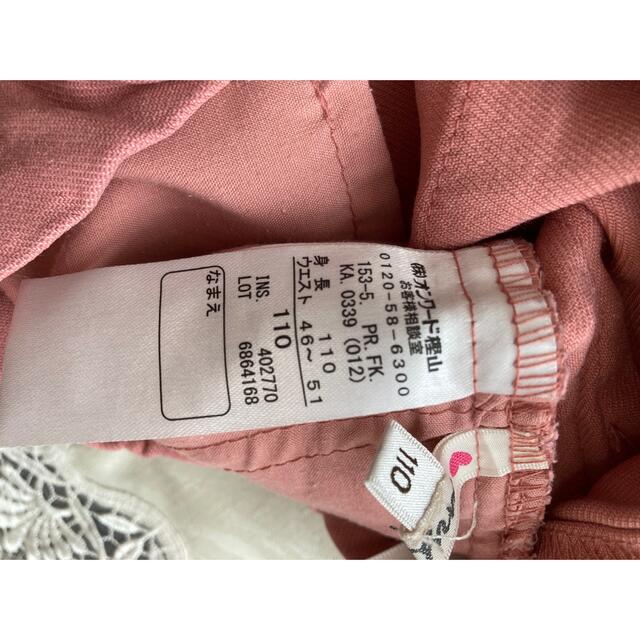 ㈱オンワード樫山
お客様相談室
0120-58-6300
153-5. PR. FK.
KA. 0339 (012)
身長 110
ウエスト 46~51
110
INS. 402770
LOT 6864168
なまえ
110